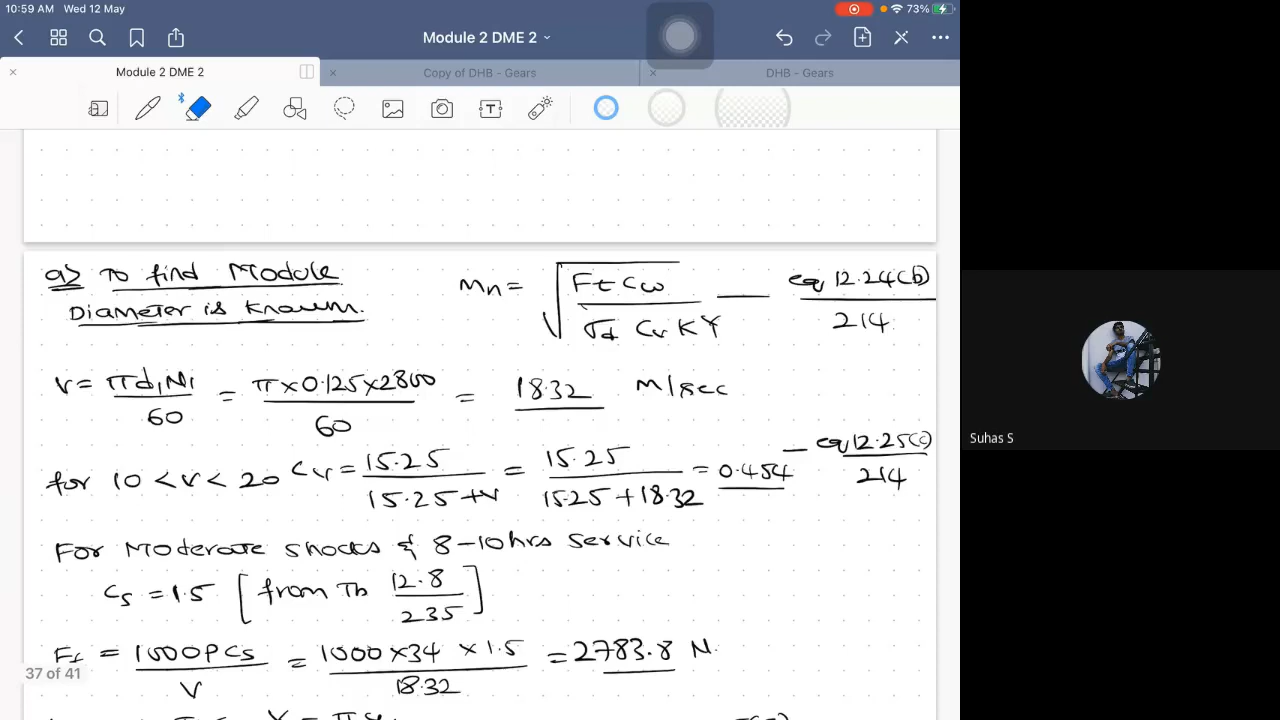 10:59 AM Wed 12 May
73%
Module 2 DME 2
Module 2 DME 2
Copy of DHB - Gears
DHB - Gears
a> To find Module
Diameter is known.
Mn = √(Ft Cw / σd Cv K Y) — eq 12.24(b) / 214
V = πd1N1 / 60 = π×0.125×2800 / 60 = 18.32 m/sec
for 10 < v < 20 Cv = 15.25 / 15.25+v = 15.25 / 15.25+18.32 = 0.454 — eq 12.25(c) / 214
For Moderate shocks & 8-10hrs service
Cs = 1.5 [from Tb 12.8 / 235]
Ft = 1000PCs / V = 1000×34×1.5 / 18.32 = 2783.8 N.
37 of 41
Suhas S